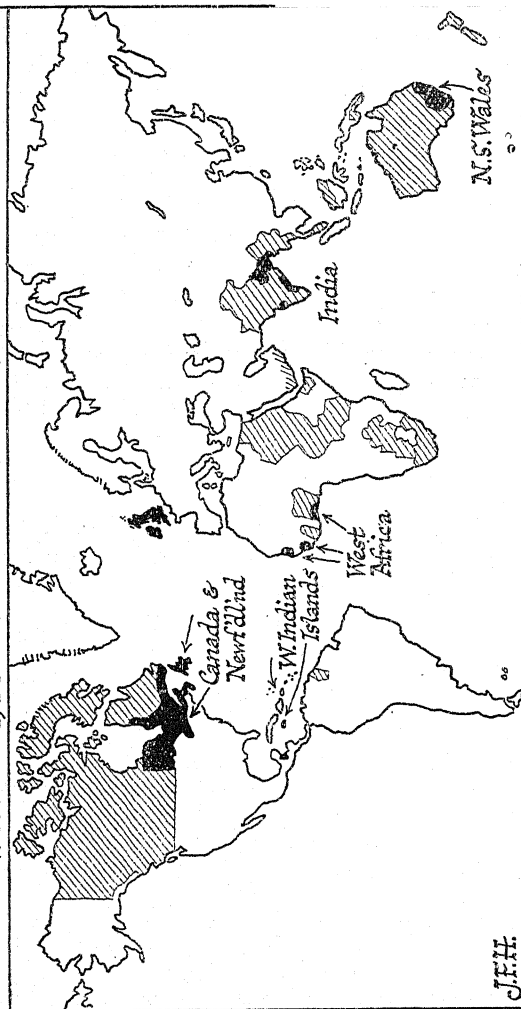 Canada &
Newf'dl'nd
W. Indian
Islands
West
Africa
India
N.S. Wales
J.F.H.